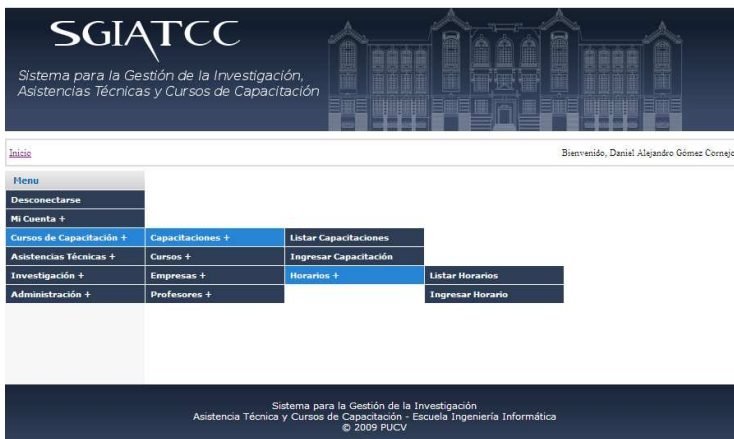 SGIATCC
Sistema para la Gestión de la Investigación,
Asistencias Técnicas y Cursos de Capacitación
Inicio
Bienvenido, Daniel Alejandro Gómez Cornejo
Menu
Desconectarse
Mi Cuenta +
Cursos de Capacitación +
Capacitaciones +
Listar Capacitaciones
Asistencias Técnicas +
Cursos +
Ingresar Capacitación
Investigación +
Empresas +
Horarios +
Listar Horarios
Administración +
Profesores +
Ingresar Horario
Sistema para la Gestión de la Investigación
Asistencia Técnica y Cursos de Capacitación - Escuela Ingeniería Informática
© 2009 PUCV